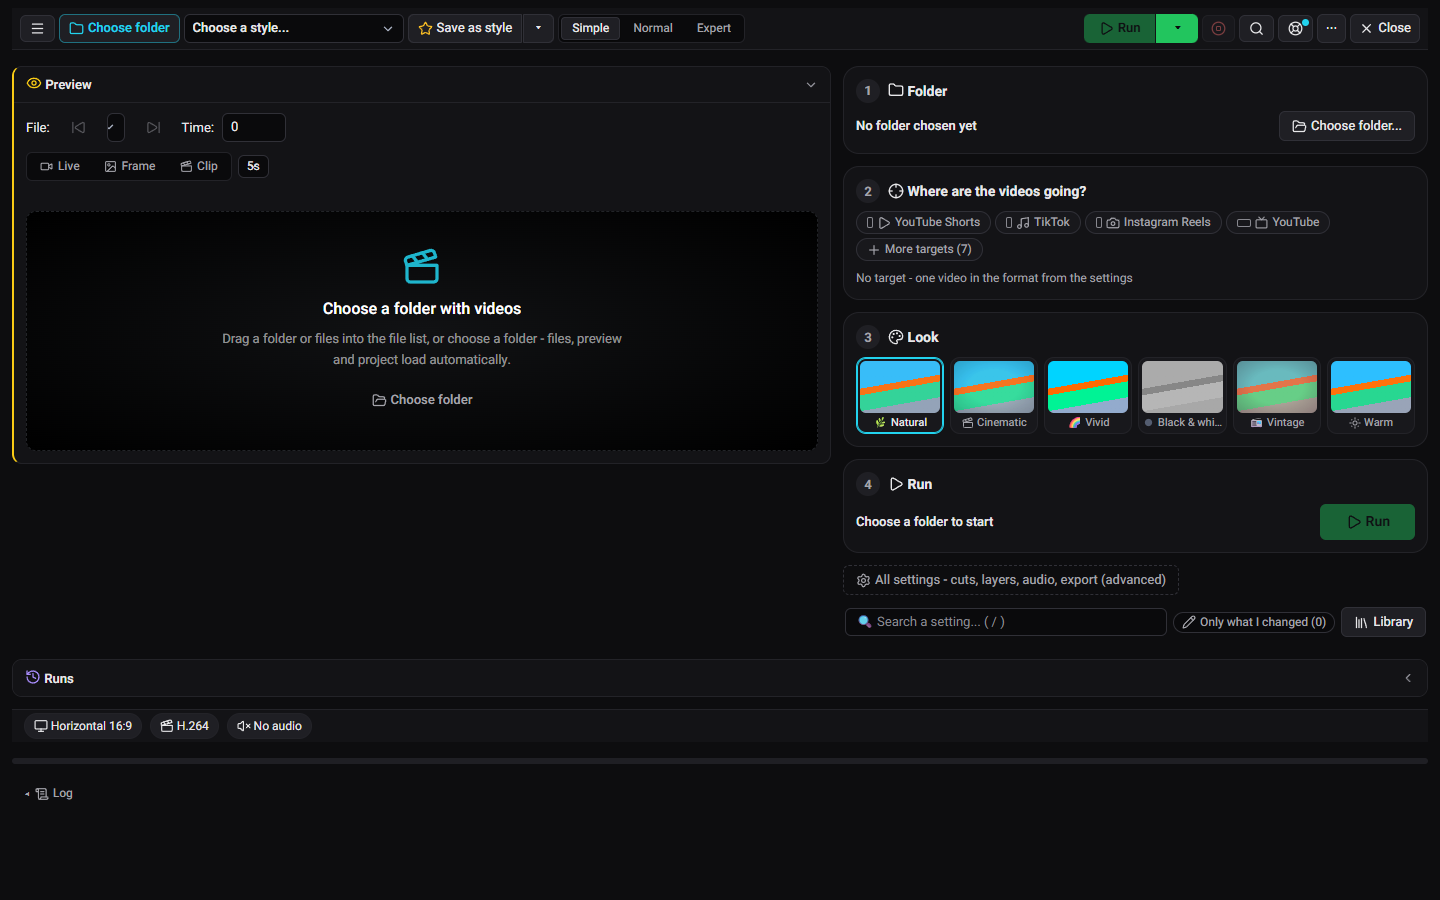 Choose folder
Choose a style...
Save as style
Simple
Normal
Expert
Run
Close
Preview
File:
Time:
0
Live
Frame
Clip
5s
Choose a folder with videos
Drag a folder or files into the file list, or choose a folder - files, preview
and project load automatically.
Choose folder
1
Folder
No folder chosen yet
Choose folder...
2
Where are the videos going?
YouTube Shorts
TikTok
Instagram Reels
YouTube
More targets (7)
No target - one video in the format from the settings
3
Look
Natural
Cinematic
Vivid
Black & whi...
Vintage
Warm
4
Run
Choose a folder to start
Run
All settings - cuts, layers, audio, export (advanced)
Search a setting... ( / )
Only what I changed (0)
Library
Runs
Horizontal 16:9
H.264
No audio
Log